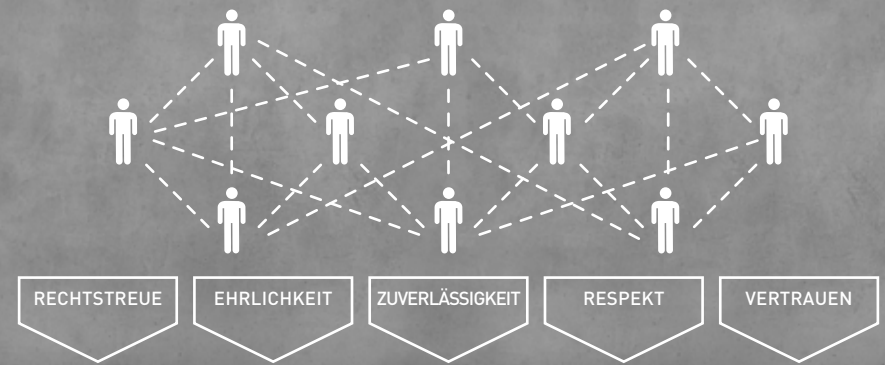 RECHTSTREUE
EHRLICHKEIT
ZUVERLÄSSIGKEIT
RESPEKT
VERTRAUEN